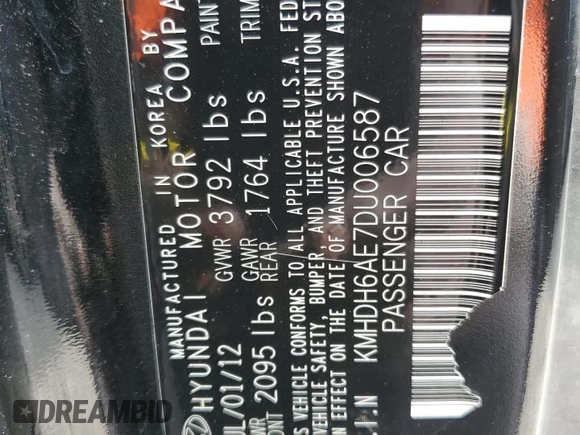 MANUFACTURED IN KOREA BY
HYUNDAI MOTOR COMPA
UL/01/12 GVWR 3792 lbs PAIN
GAWR
2095 lbs REAR 1764 lbs TRIM
VEHICLE CONFORMS TO ALL APPLICABLE U.S.A. FED
VEHICLE SAFETY, BUMPER, AND THEFT PREVENTION ST
IN EFFECT ON THE DATE OF MANUFACTURE SHOWN ABO
KMHDH6AE7DU006587
PASSENGER CAR
DREAMBID